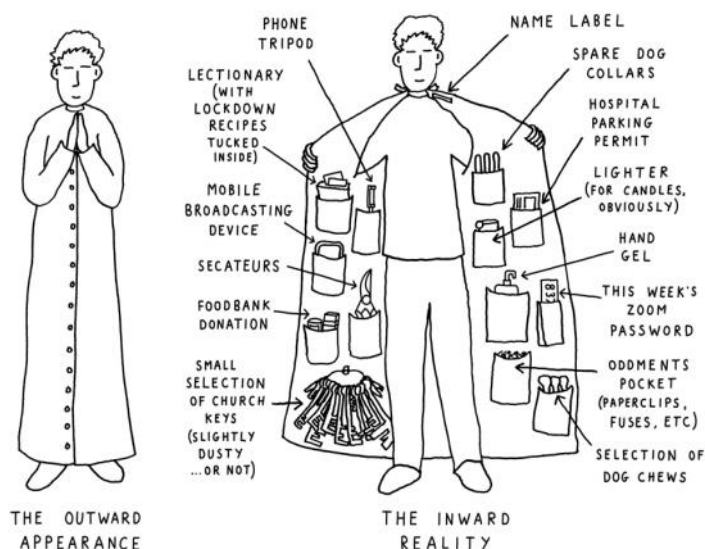 PHONE
TRIPOD
LECTIONARY
(WITH
LOCKDOWN
RECIPES
TUCKED
INSIDE)
MOBILE
BROADCASTING
DEVICE
SECATEURS
FOODBANK
DONATION
SMALL
SELECTION
OF CHURCH
KEYS
(SLIGHTLY
DUSTY
...OR NOT)
NAME LABEL
SPARE DOG
COLLARS
HOSPITAL
PARKING
PERMIT
LIGHTER
(FOR CANDLES,
OBVIOUSLY)
HAND
GEL
83
THIS WEEK'S
ZOOM
PASSWORD
ODDMENTS
POCKET
(PAPERCLIPS,
FUSES, ETC)
SELECTION OF
DOG CHEWS
THE OUTWARD
APPEARANCE
THE INWARD
REALITY